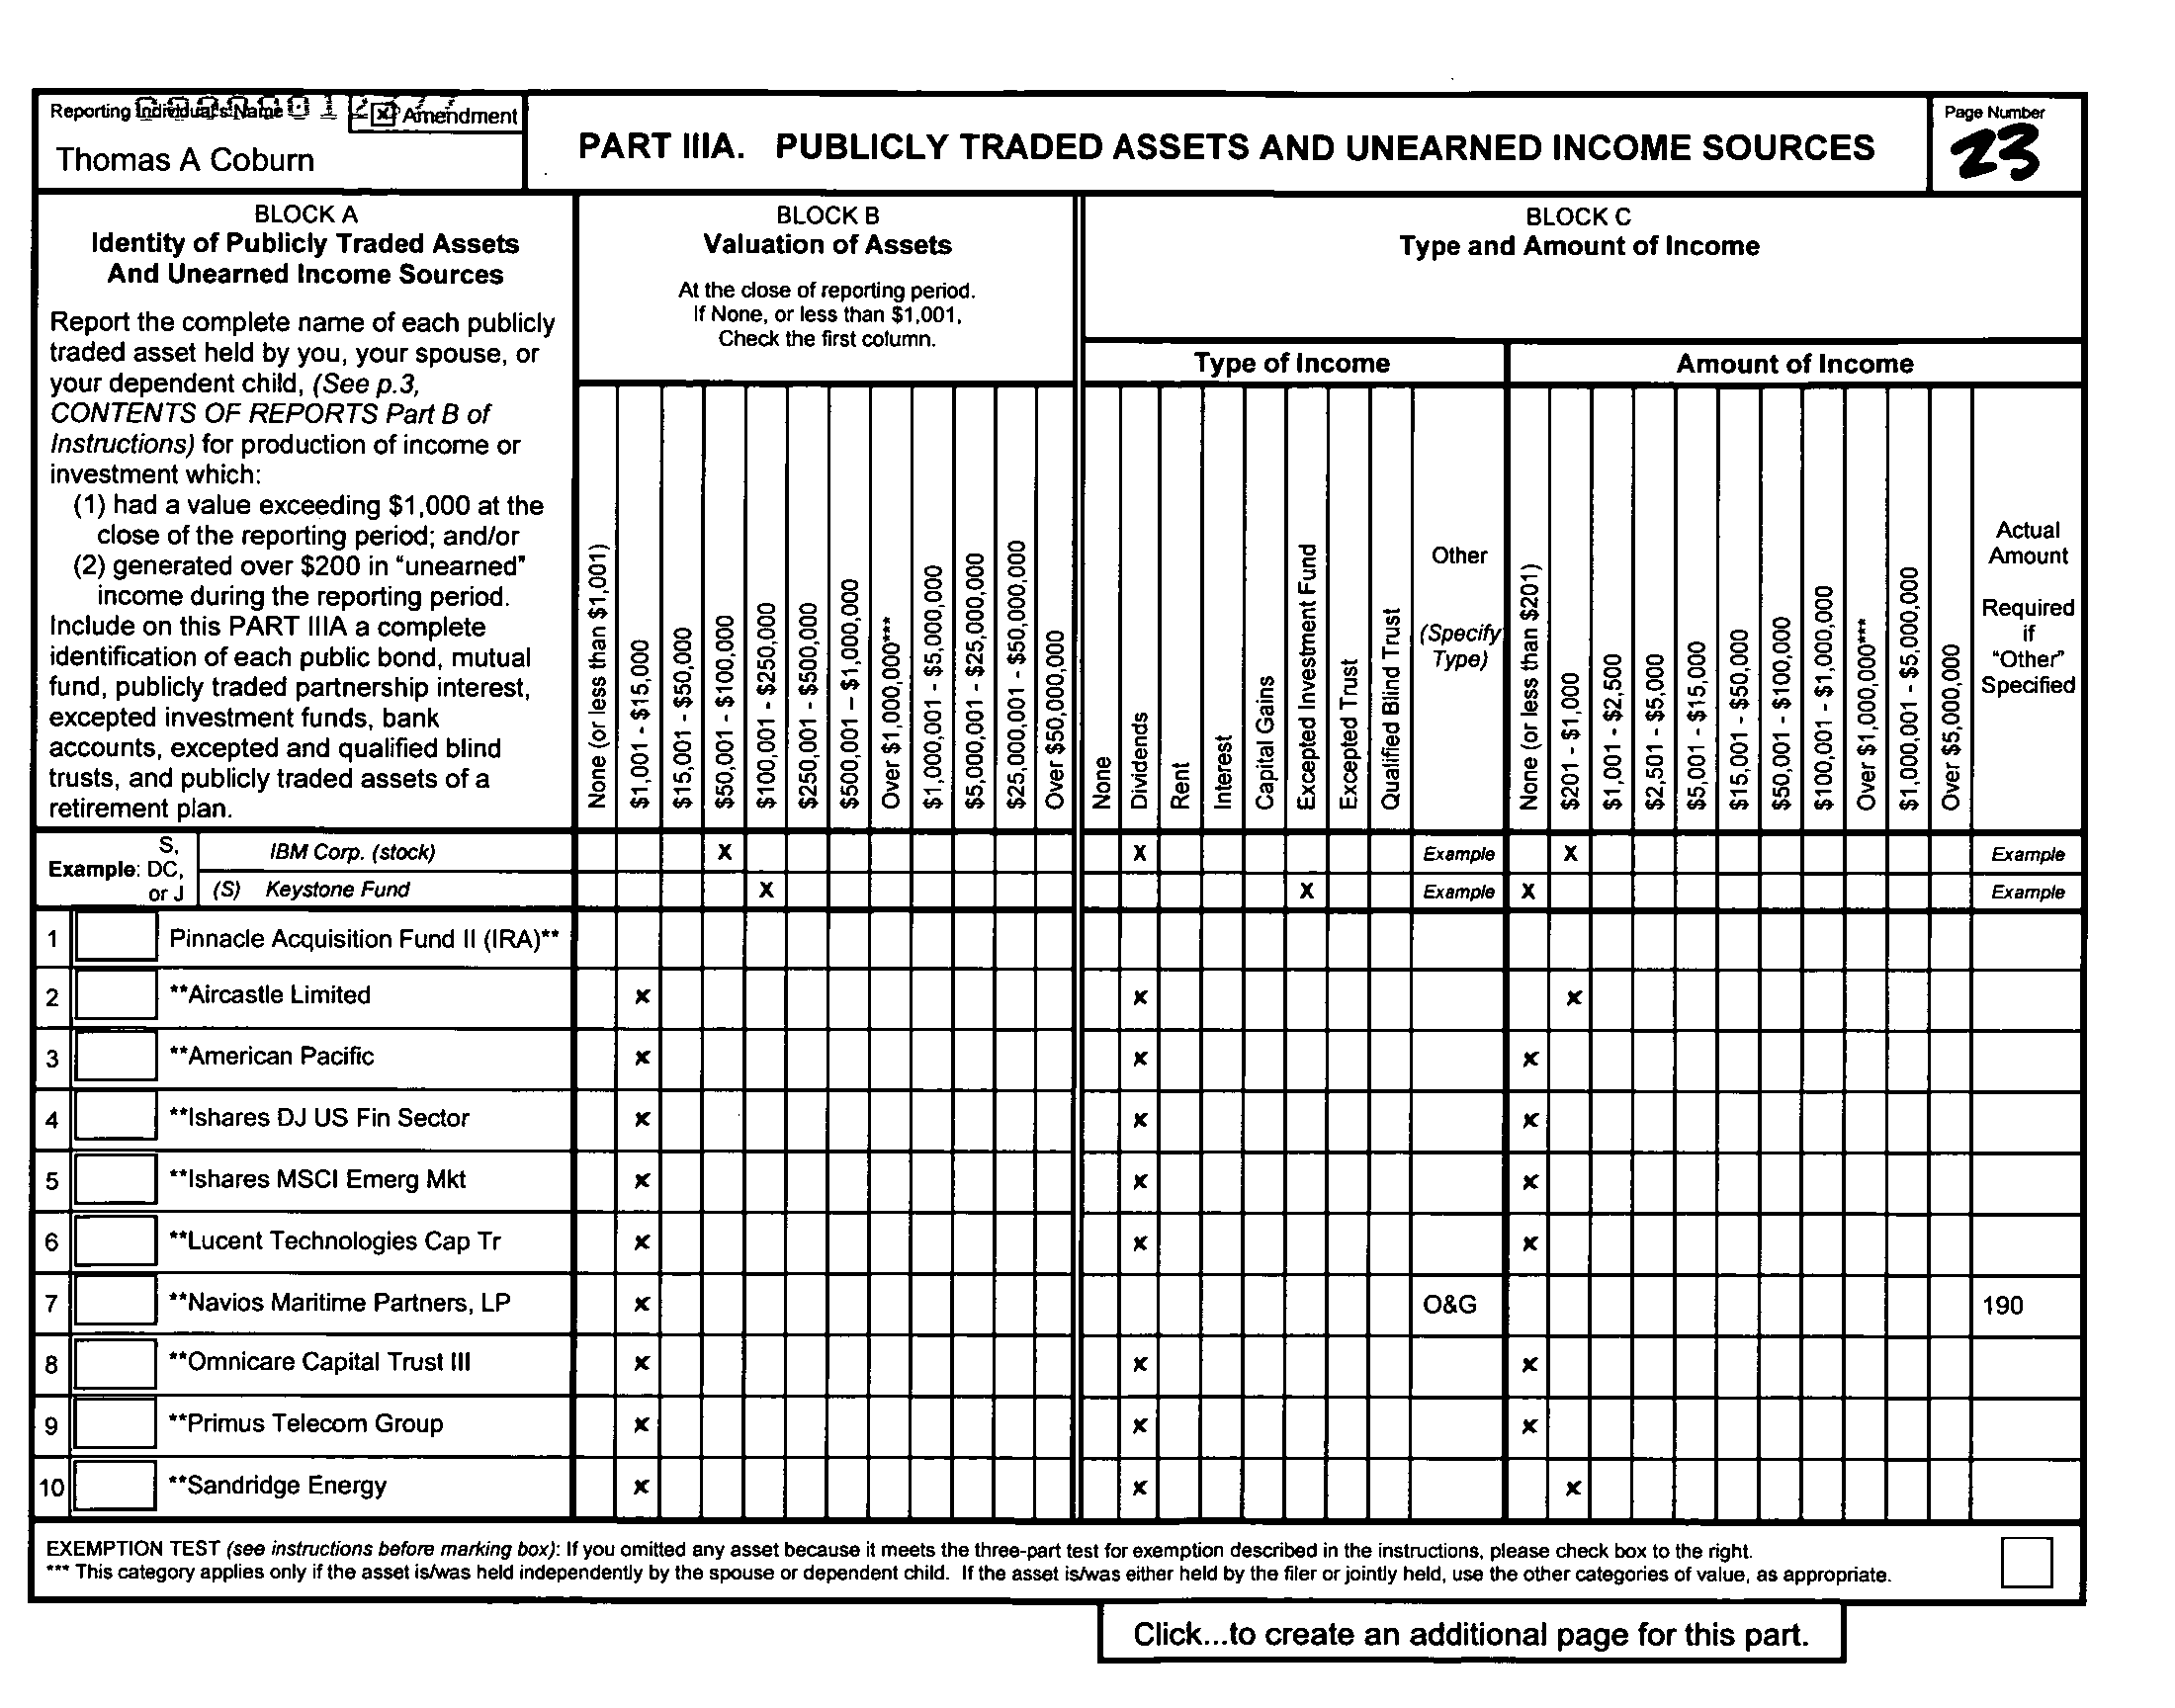 Reporting Individual's Name
Amendment
Thomas A Coburn
PART IIIA. PUBLICLY TRADED ASSETS AND UNEARNED INCOME SOURCES
Page Number
23
BLOCK A
Identity of Publicly Traded Assets
And Unearned Income Sources
Report the complete name of each publicly
traded asset held by you, your spouse, or
your dependent child, (See p.3,
CONTENTS OF REPORTS Part B of
Instructions) for production of income or
investment which:
(1) had a value exceeding $1,000 at the
close of the reporting period; and/or
(2) generated over $200 in "unearned"
income during the reporting period.
Include on this PART IIIA a complete
identification of each public bond, mutual
fund, publicly traded partnership interest,
excepted investment funds, bank
accounts, excepted and qualified blind
trusts, and publicly traded assets of a
retirement plan.
BLOCK B
Valuation of Assets
At the close of reporting period.
If None, or less than $1,001,
Check the first column.
None (or less than $1,001)
$1,001 - $15,000
$15,001 - $50,000
$50,001 - $100,000
$100,001 - $250,000
$250,001 - $500,000
$500,001 – $1,000,000
Over $1,000,000***
$1,000,001 - $5,000,000
$5,000,001 - $25,000,000
$25,000,001 - $50,000,000
Over $50,000,000
BLOCK C
Type and Amount of Income
Type of Income
None
Dividends
Rent
Interest
Capital Gains
Excepted Investment Fund
Excepted Trust
Qualified Blind Trust
Other
(Specify
Type)
Amount of Income
None (or less than $201)
$201 - $1,000
$1,001 - $2,500
$2,501 - $5,000
$5,001 - $15,000
$15,001 - $50,000
$50,001 - $100,000
$100,001 - $1,000,000
Over $1,000,000***
$1,000,001 - $5,000,000
Over $5,000,000
Actual
Amount
Required
if
"Other"
Specified
Example: S, DC, or J
IBM Corp. (stock) X X Example X Example
(S) Keystone Fund X X Example X Example
1 Pinnacle Acquisition Fund II (IRA)**
2 **Aircastle Limited x x x
3 **American Pacific x x x
4 **Ishares DJ US Fin Sector x x x
5 **Ishares MSCI Emerg Mkt x x x
6 **Lucent Technologies Cap Tr x x x
7 **Navios Maritime Partners, LP x O&G 190
8 **Omnicare Capital Trust III x x x
9 **Primus Telecom Group x x x
10 **Sandridge Energy x x x
EXEMPTION TEST (see instructions before marking box): If you omitted any asset because it meets the three-part test for exemption described in the instructions, please check box to the right.
*** This category applies only if the asset is/was held independently by the spouse or dependent child. If the asset is/was either held by the filer or jointly held, use the other categories of value, as appropriate.
Click...to create an additional page for this part.